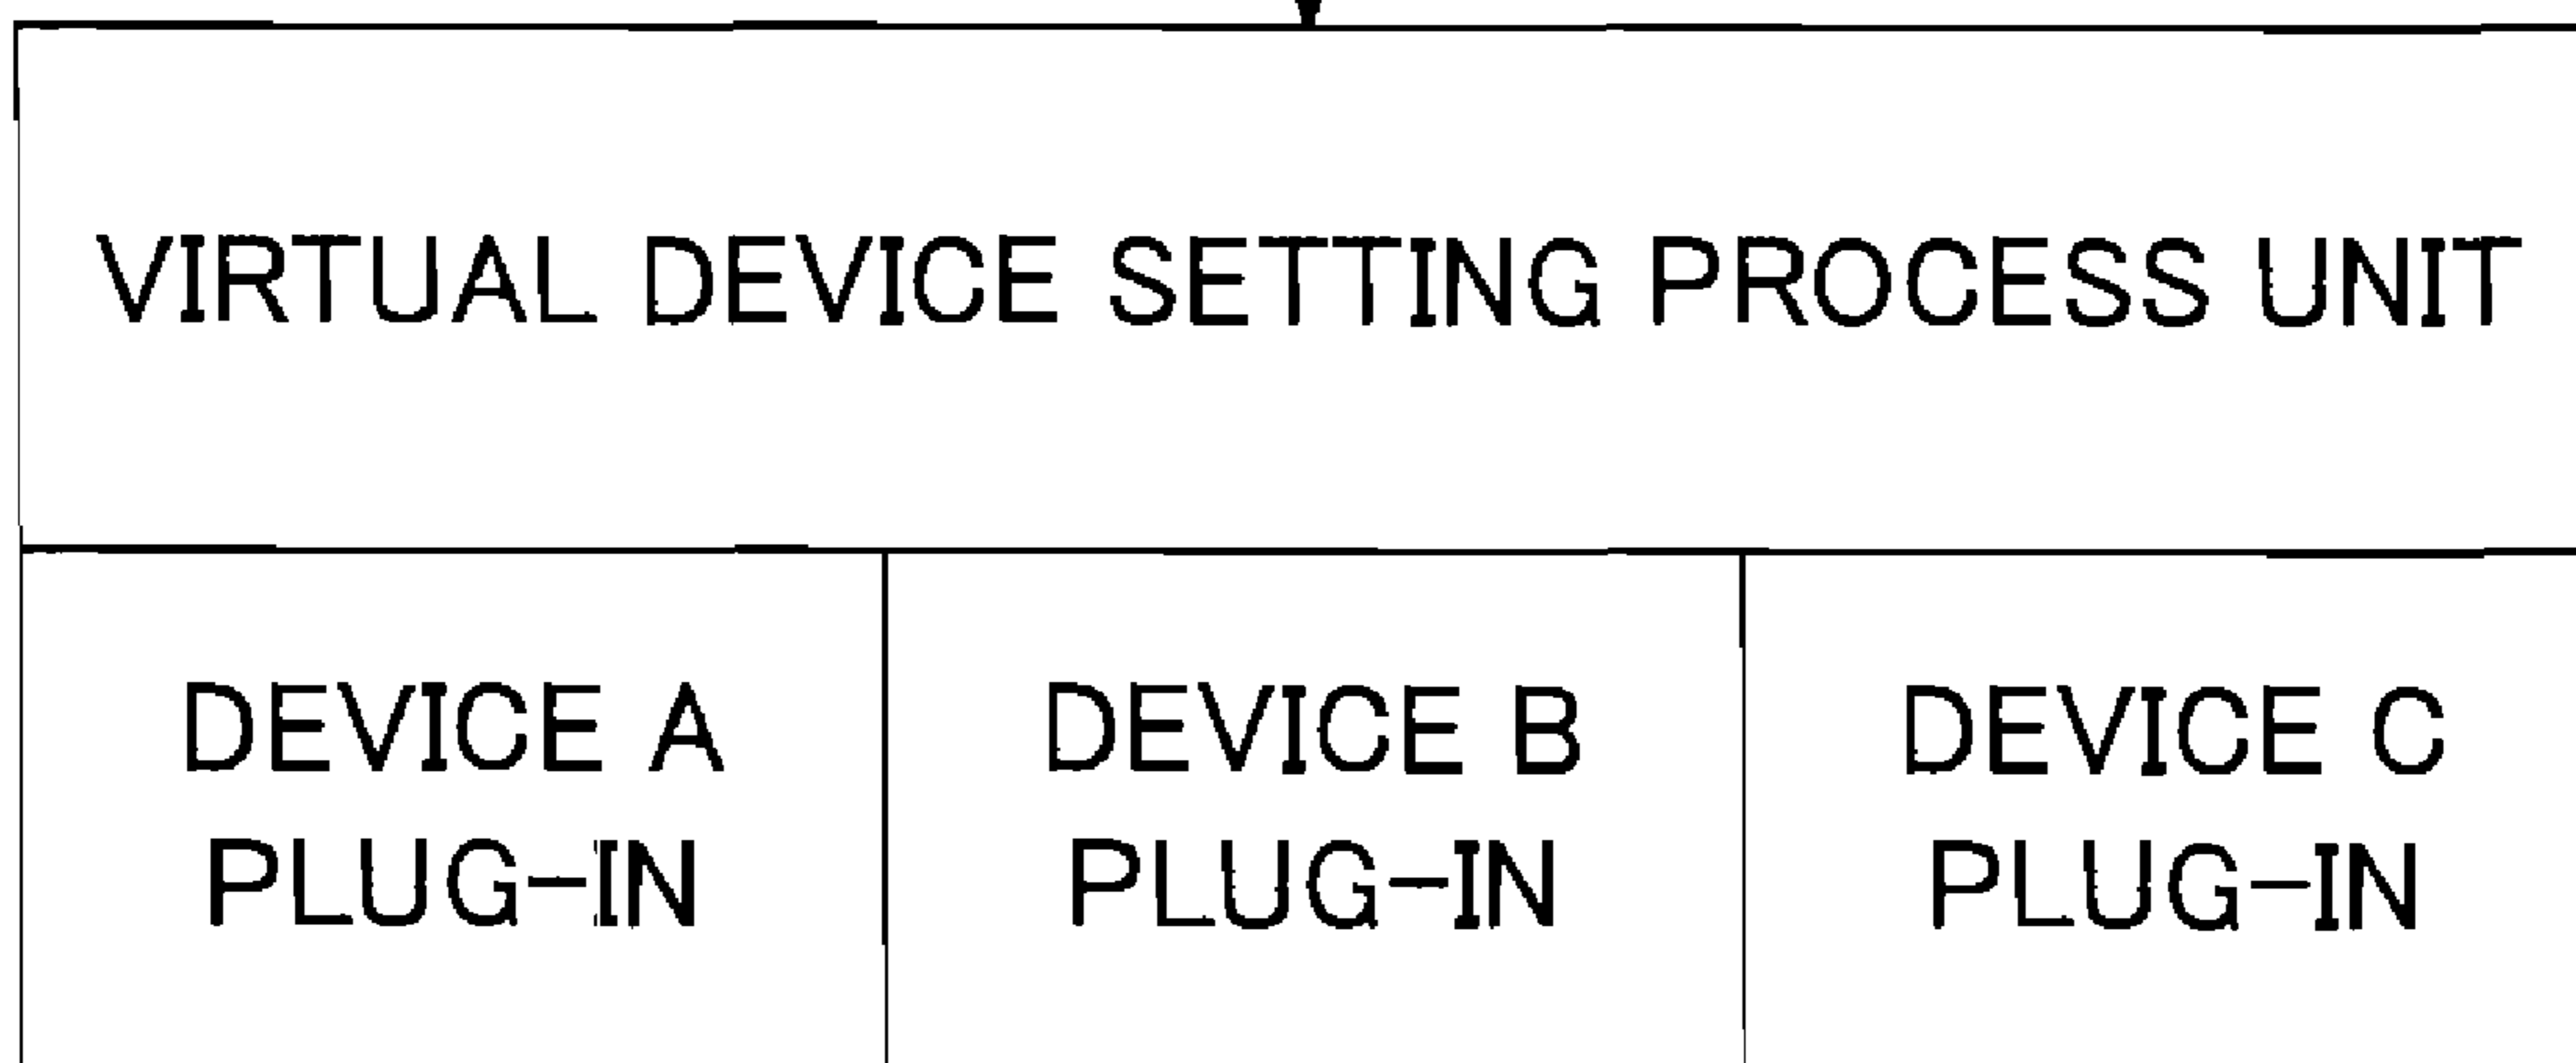 VIRTUAL DEVICE SETTING PROCESS UNIT
DEVICE A DEVICE B DEVICE C
PLUG-IN PLUG-IN PLUG-IN